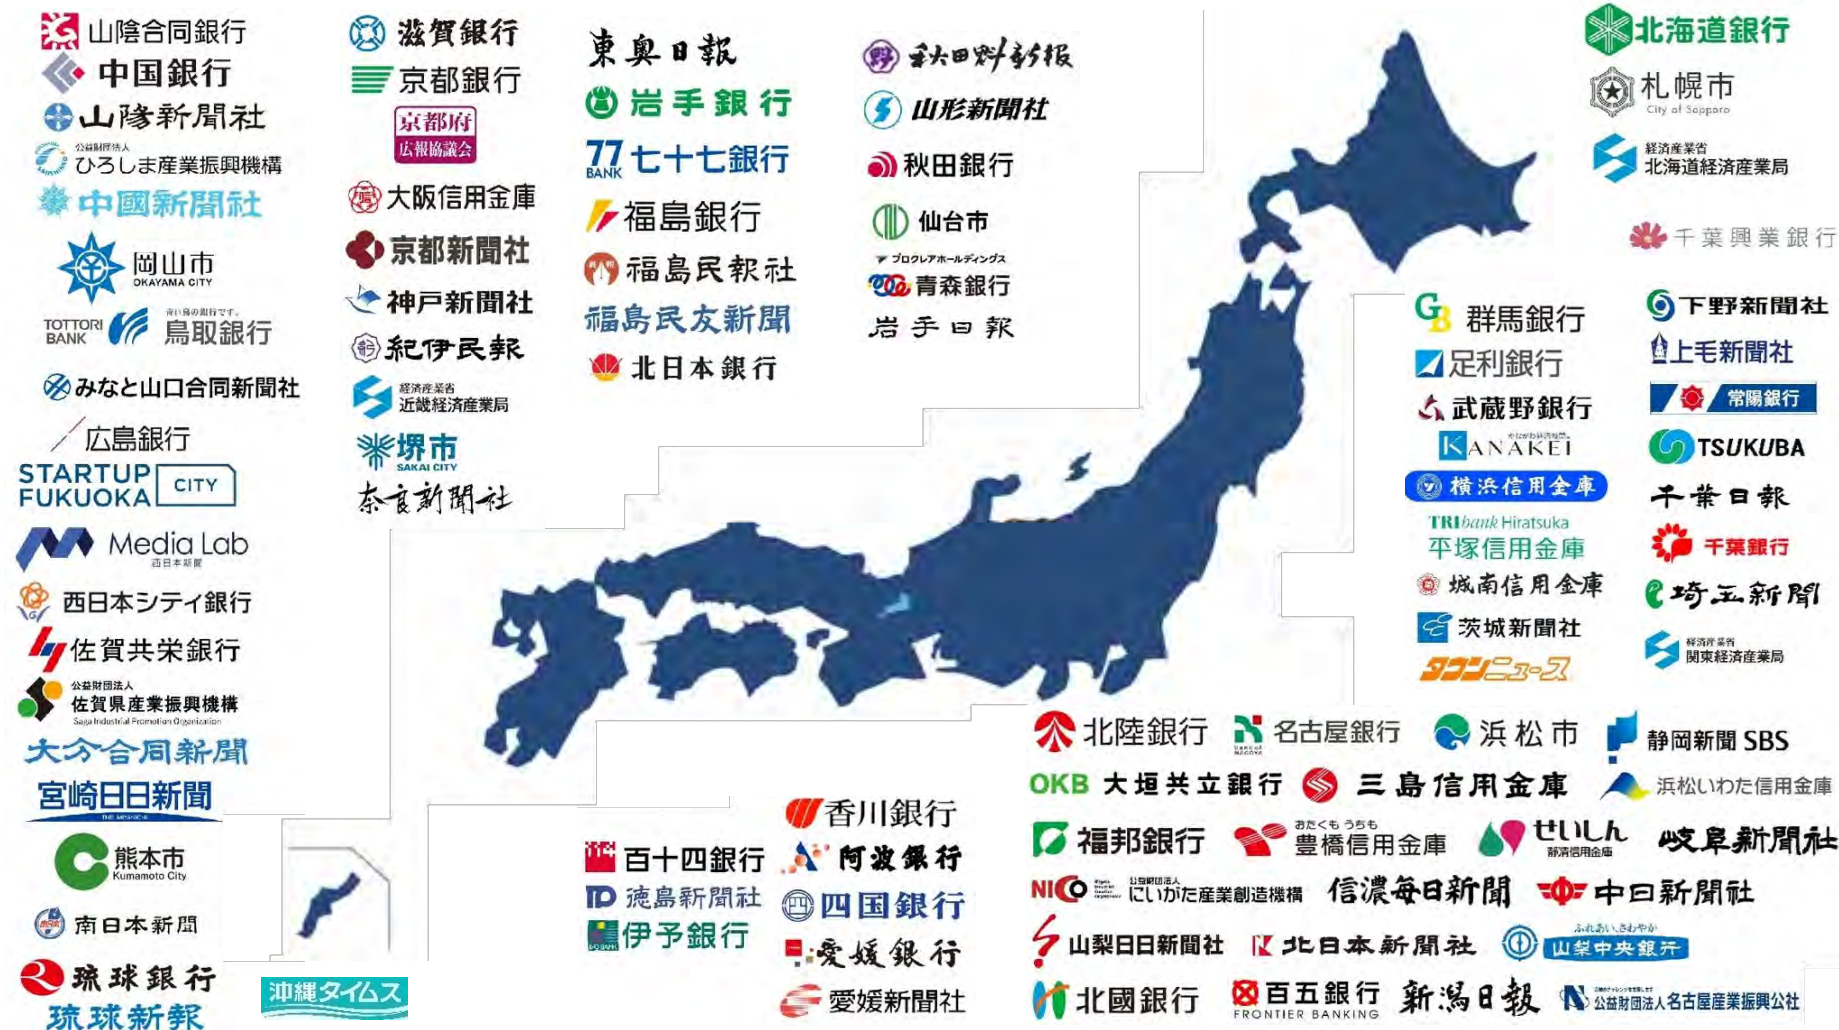 山陰合同銀行
中国銀行
山陰新聞社
公益財団法人
ひろしま産業振興機構
中國新聞社
岡山市
OKAYAMA CITY
TOTTORI
BANK
青い鳥の銀行です。
鳥取銀行
みなと山口合同新聞社
広島銀行
STARTUP
FUKUOKA
CITY
Media Lab
西日本新聞
西日本シティ銀行
佐賀共栄銀行
公益財団法人
佐賀県産業振興機構
Saga Industrial Promotion Organization
大分合同新聞
宮崎日日新聞
THE MIYANICHI
熊本市
Kumamoto City
南日本新聞
琉球銀行
琉球新報
沖縄タイムス
滋賀銀行
京都銀行
京都府
広報協議会
大阪信用金庫
京都新聞社
神戸新聞社
紀伊民報
経済産業省
近畿経済産業局
堺市
SAKAI CITY
奈良新聞社
東奥日報
岩手銀行
77
BANK
七十七銀行
福島銀行
福島民報社
福島民友新聞
北日本銀行
秋田魁新報
山形新聞社
秋田銀行
仙台市
プロクレアホールディングス
青森銀行
岩手日報
北海道銀行
札幌市
City of Sapporo
経済産業省
北海道経済産業局
千葉興業銀行
GB
群馬銀行
足利銀行
武蔵野銀行
KANAKEI
横浜信用金庫
TRIbank Hiratsuka
平塚信用金庫
城南信用金庫
茨城新聞社
タウンニュース
下野新聞社
上毛新聞社
常陽銀行
TSUKUBA
千葉日報
千葉銀行
埼玉新聞
経済産業省
関東経済産業局
北陸銀行
BANK OF
NAGOYA
名古屋銀行
浜松市
静岡新聞 SBS
OKB 大垣共立銀行
三島信用金庫
浜松いわた信用金庫
福邦銀行
おたくも うちも
豊橋信用金庫
せいしん
静清信用金庫
岐阜新聞社
NICO
公益財団法人
にいがた産業創造機構
信濃毎日新聞
中日新聞社
山梨日日新聞社
北日本新聞社
ふれあい、さわやか
山梨中央銀行
北國銀行
百五銀行
FRONTIER BANKING
新潟日報
公益財団法人名古屋産業振興公社
香川銀行
114
百十四銀行
阿波銀行
徳島新聞社
四国銀行
伊予銀行
愛媛銀行
愛媛新聞社